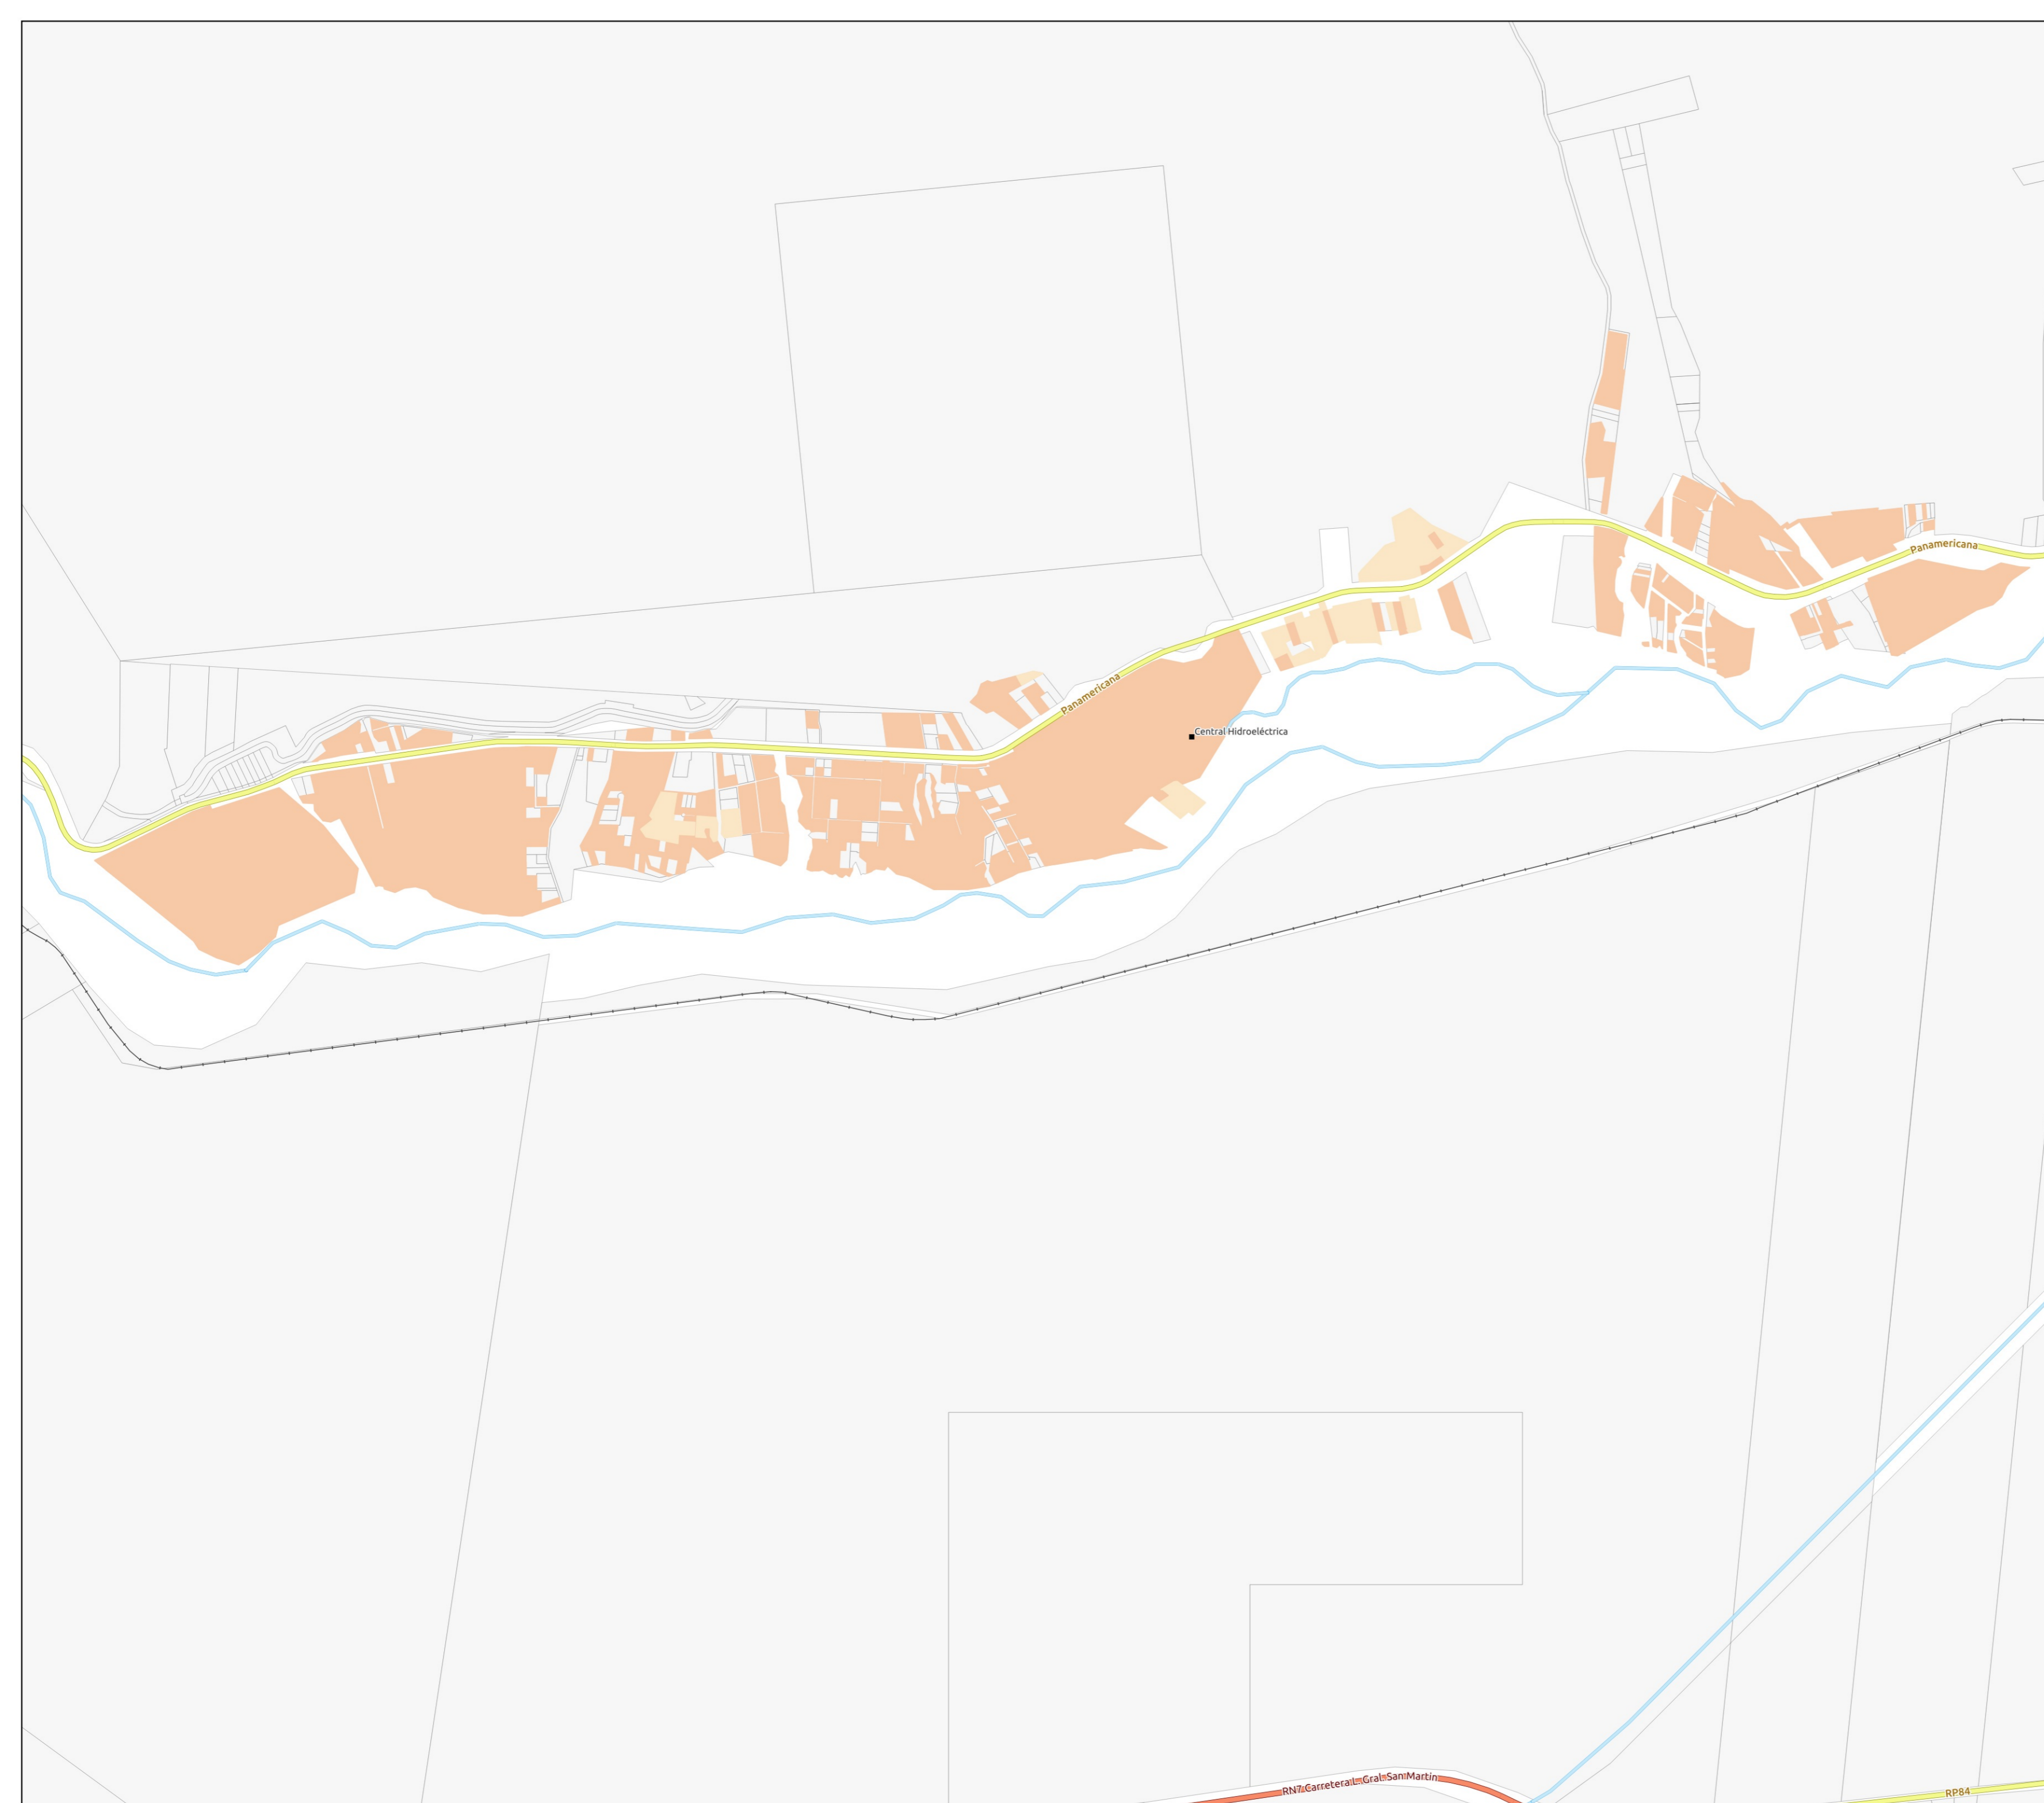 Panamericana
Panamericana
Central Hidroeléctrica
RN7 Carretera L. Gral. San Martín
RP84